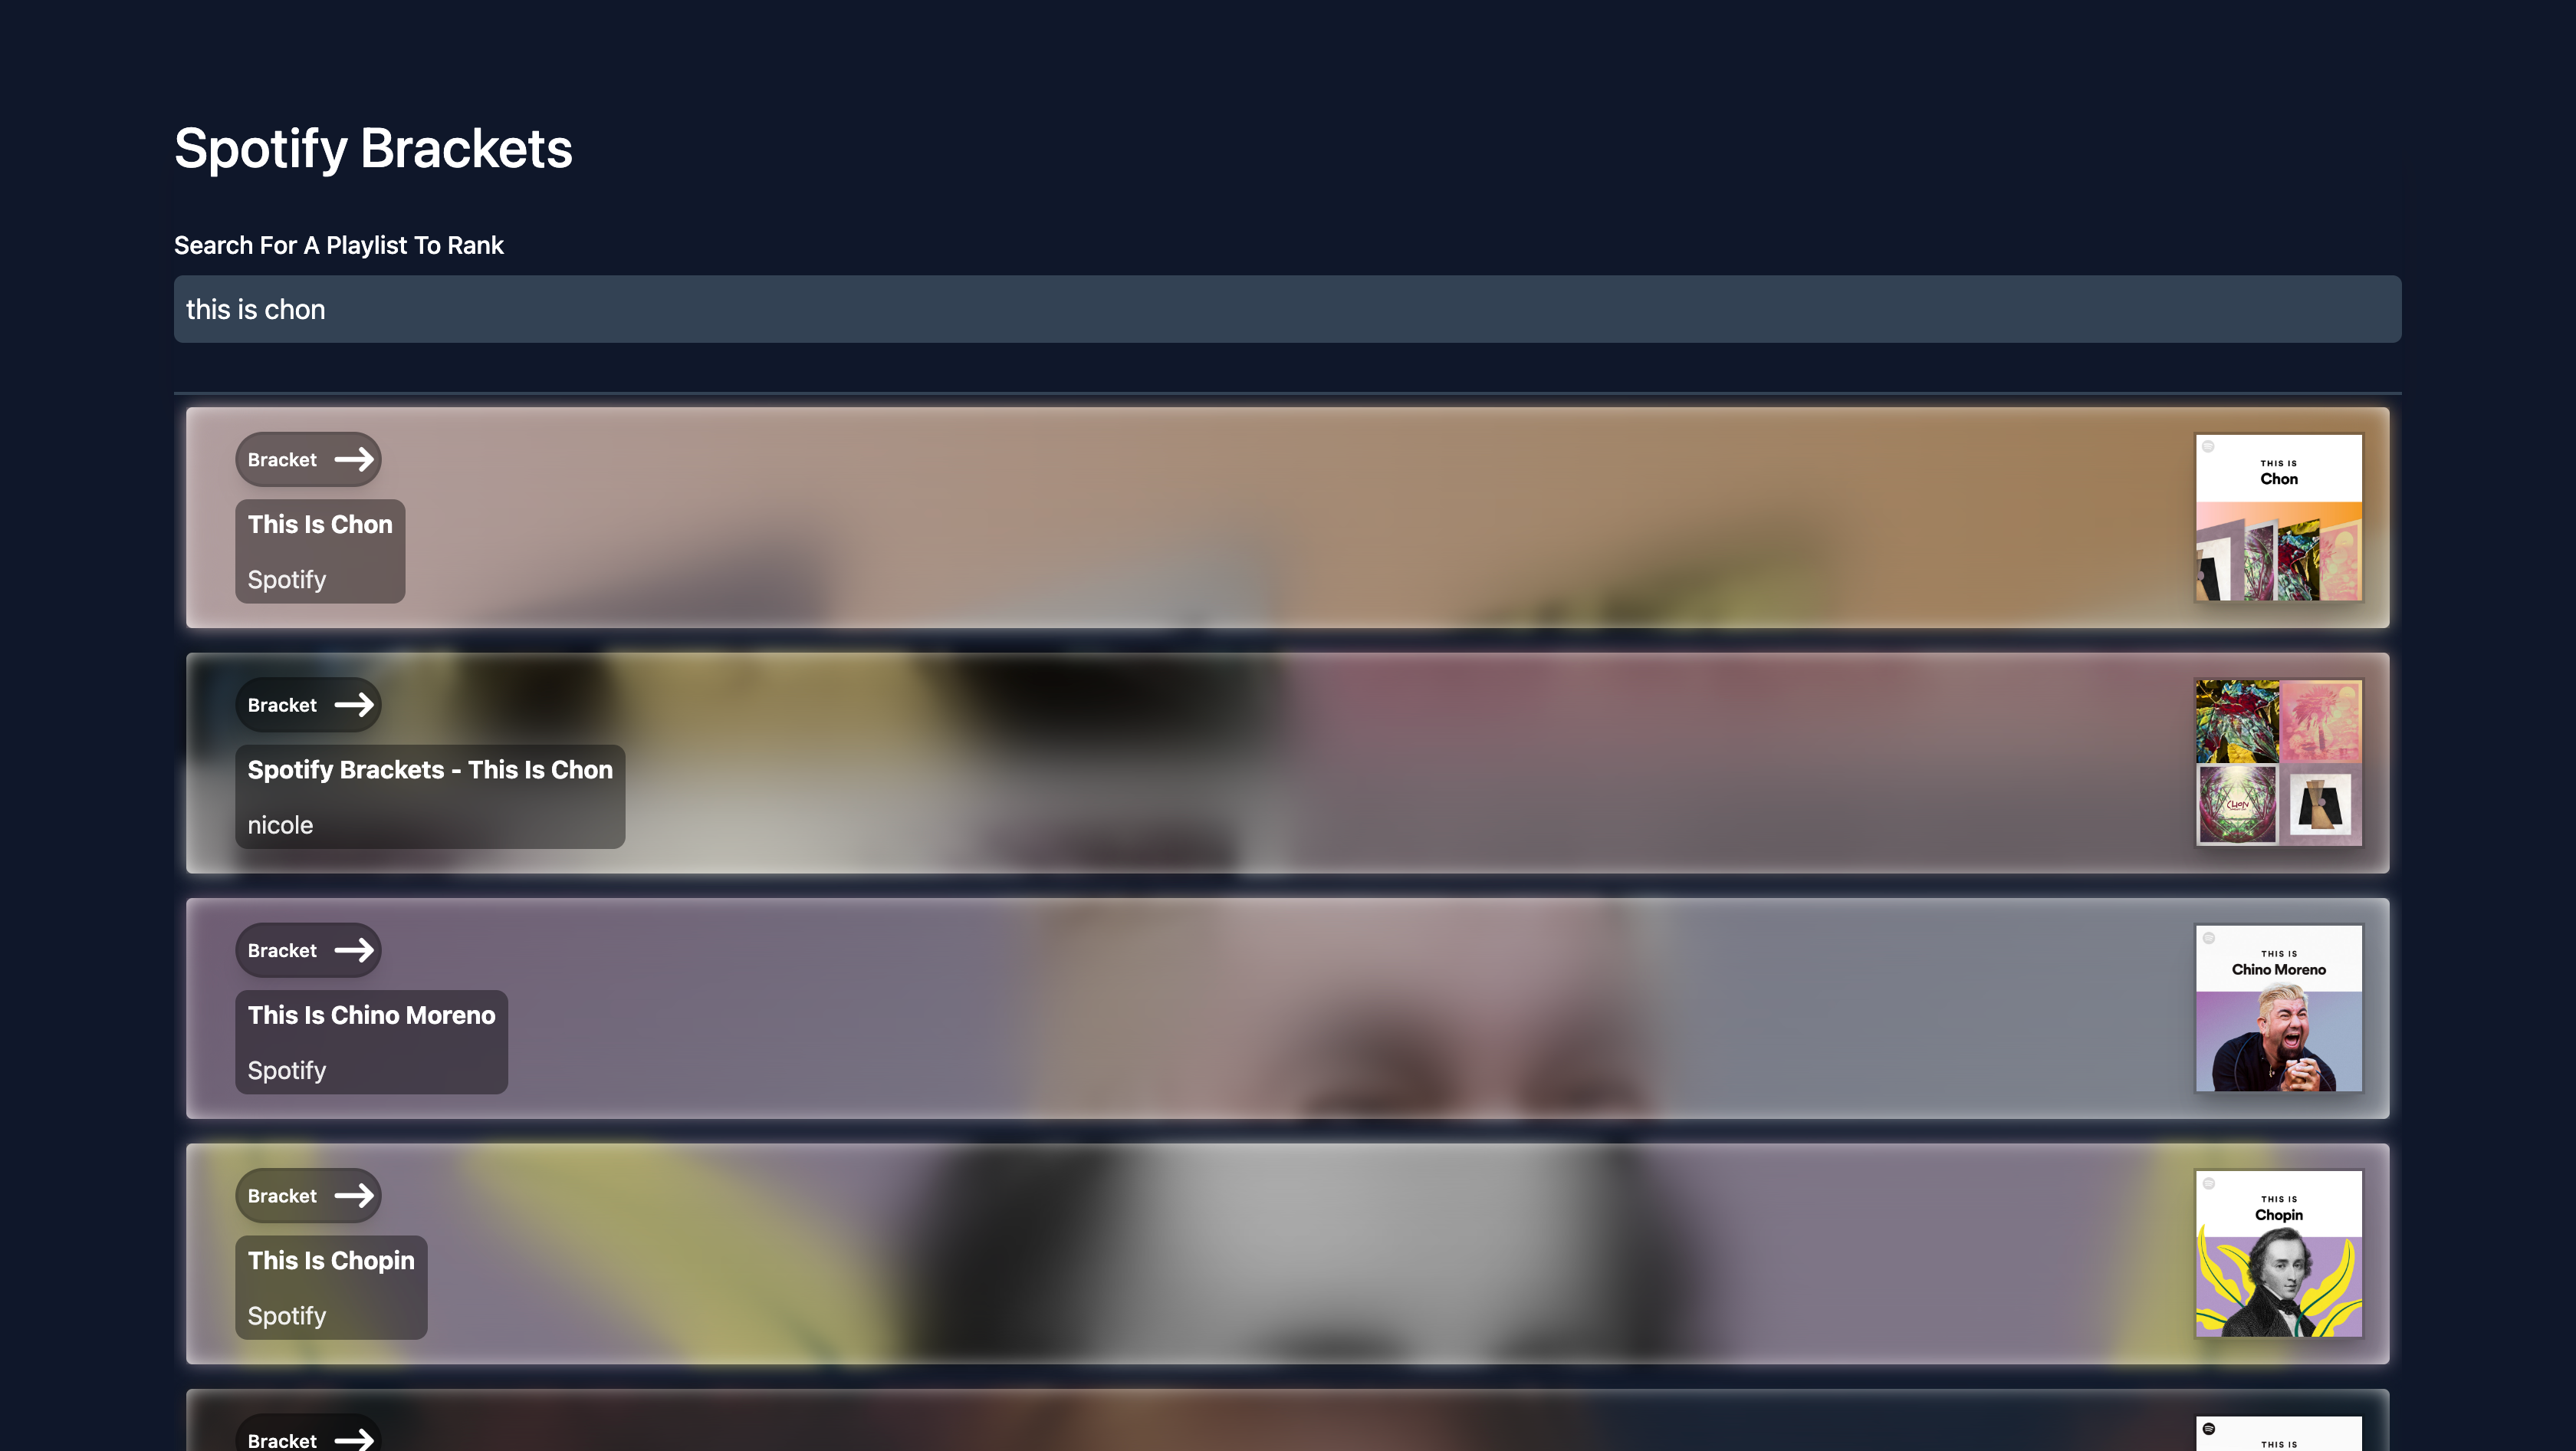 Spotify Brackets
Search For A Playlist To Rank
this is chon
Bracket
This Is Chon
Spotify
THIS IS
Chon
Bracket
Spotify Brackets - This Is Chon
nicole
CHON
Bracket
This Is Chino Moreno
Spotify
THIS IS
Chino Moreno
Bracket
This Is Chopin
Spotify
THIS IS
Chopin
Bracket
THIS IS